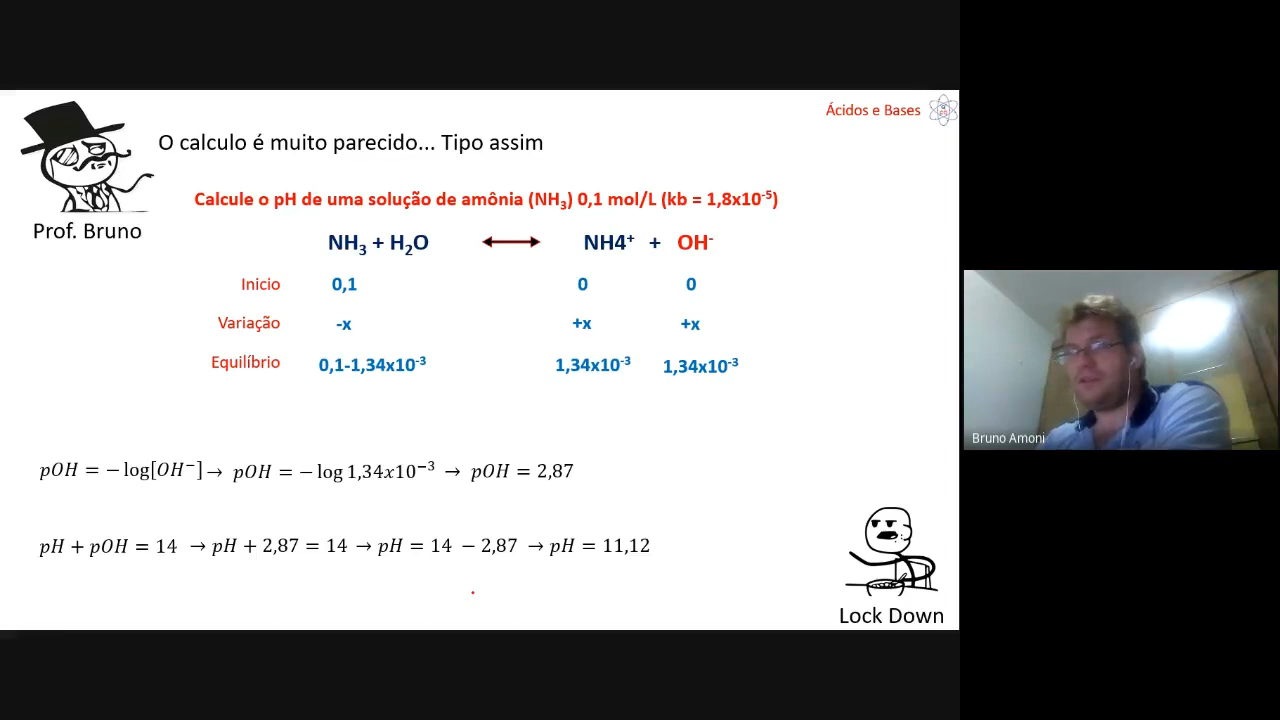 Ácidos e Bases
O calculo é muito parecido... Tipo assim
Prof. Bruno
Calcule o pH de uma solução de amônia (NH₃) 0,1 mol/L (kb = 1,8x10⁻⁵)
NH₃ + H₂O ⟷ NH4⁺ + OH⁻
Inicio 0,1 0 0
Variação -x +x +x
Equilíbrio 0,1-1,34x10⁻³ 1,34x10⁻³ 1,34x10⁻³
pOH = −log[OH⁻] → pOH = −log 1,34x10⁻³ → pOH = 2,87
pH + pOH = 14 → pH + 2,87 = 14 → pH = 14 − 2,87 → pH = 11,12
Lock Down
Bruno Amoni